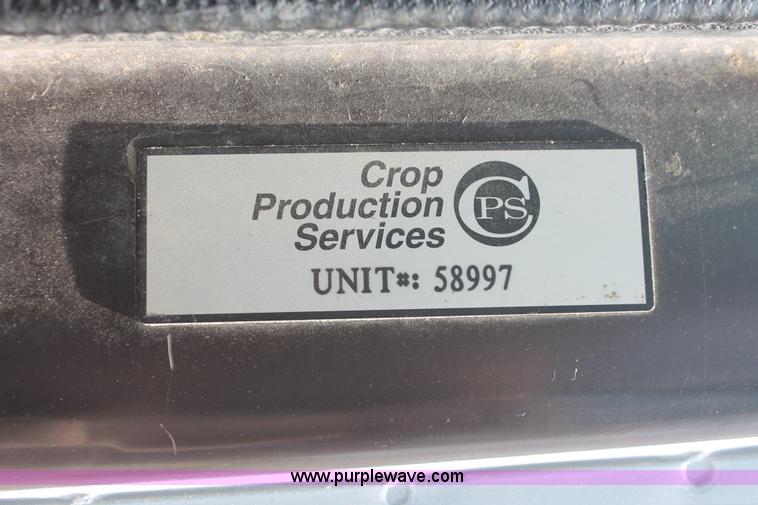 Crop
Production
Services
CPS
UNIT#: 58997
www.purplewave.com